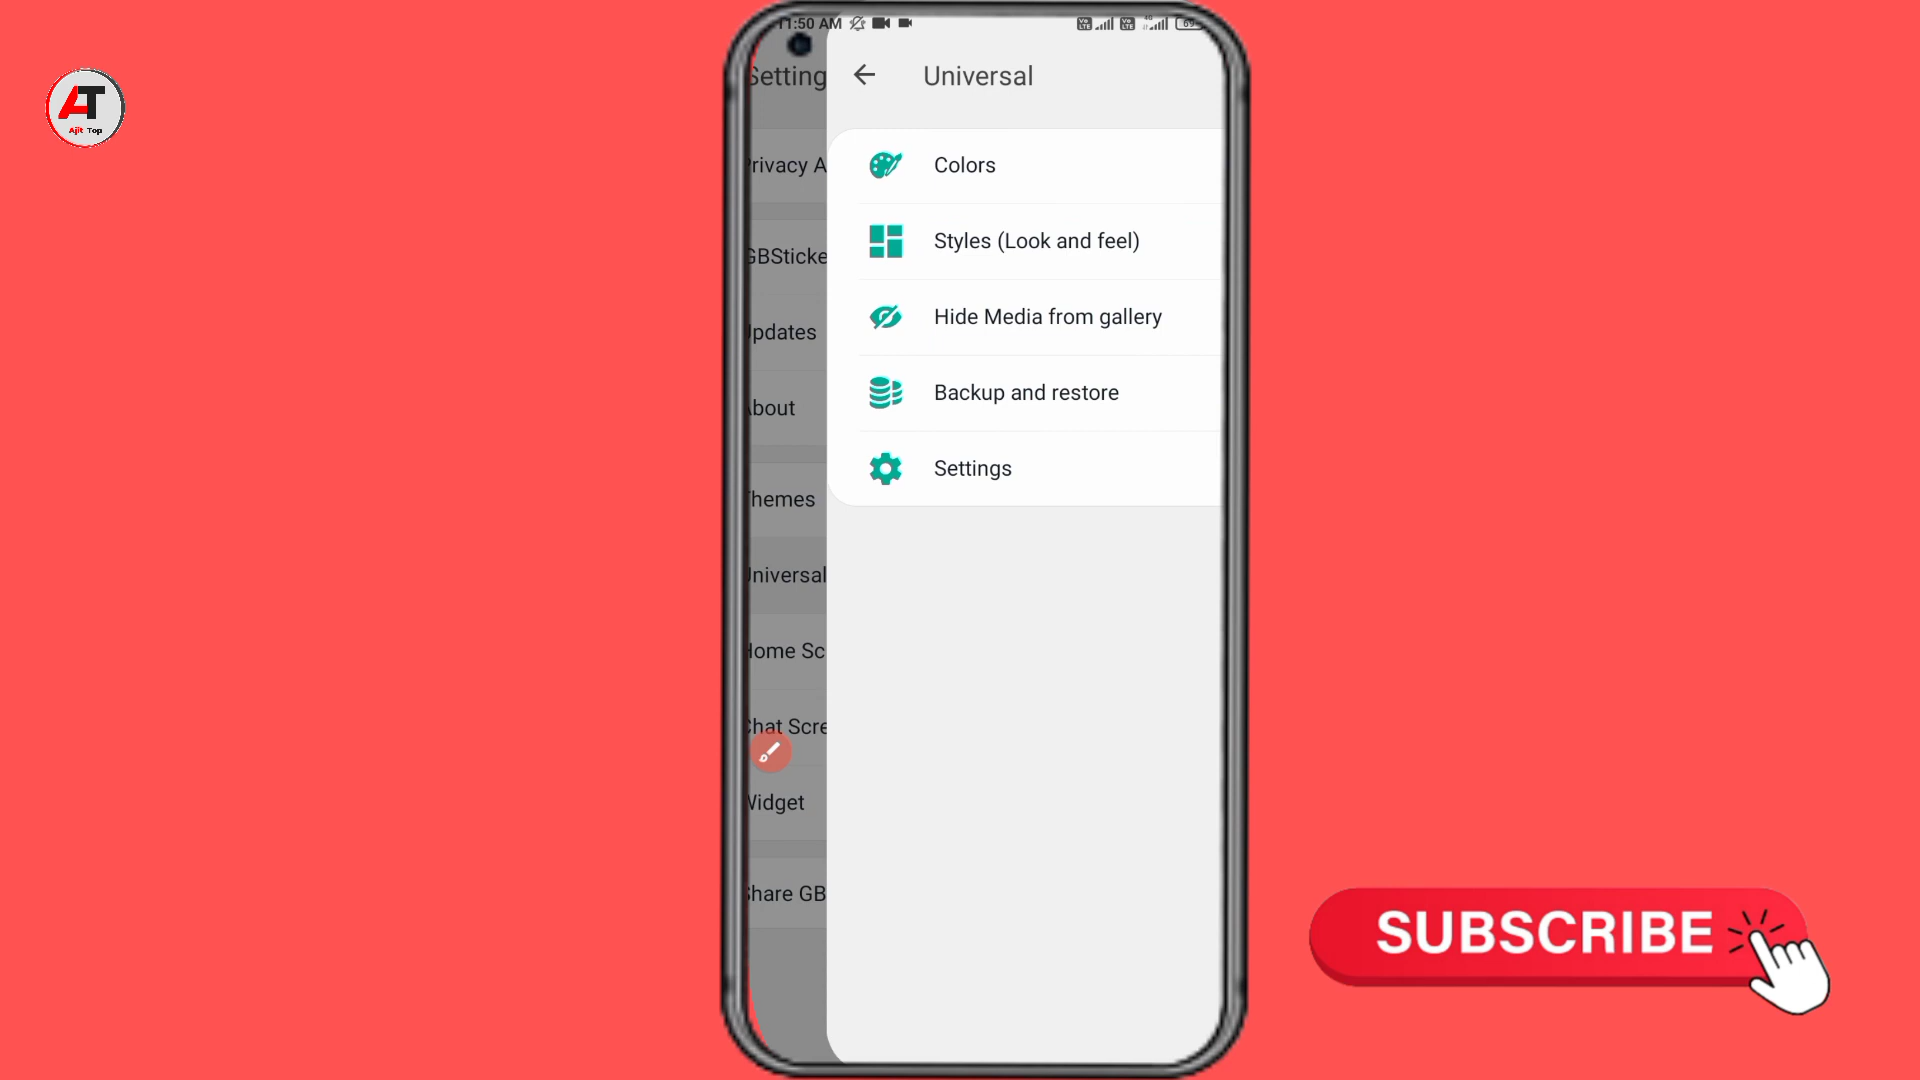 11:50 AM
Setting
Universal
Privacy A
Colors
GBSticke
Styles (Look and feel)
Updates
Hide Media from gallery
About
Backup and restore
Themes
Settings
Universal
Home Sc
Chat Scre
Widget
Share GB
AT
Ajit Top
SUBSCRIBE